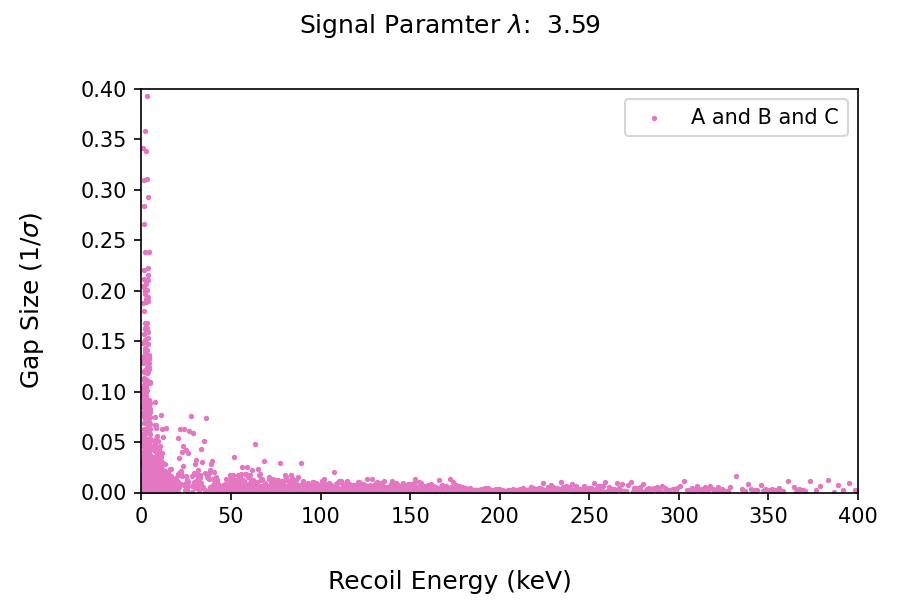 Signal Paramter λ: 3.59
A and B and C
Gap Size (1/σ)
0.40
0.35
0.30
0.25
0.20
0.15
0.10
0.05
0.00
0 50 100 150 200 250 300 350 400
Recoil Energy (keV)